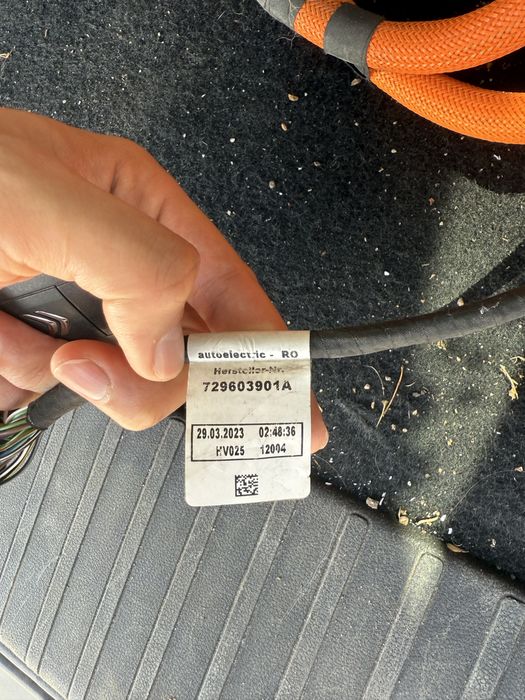 autoelectric - RO
Hersteller-Nr.
729603901A
29.03.2023 02:48:36
HV025 12004